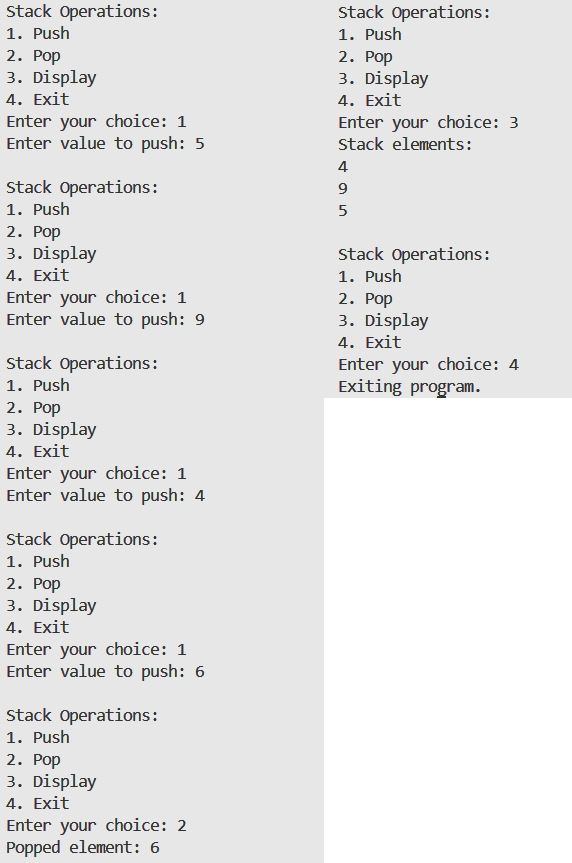 Stack Operations:
1. Push
2. Pop
3. Display
4. Exit
Enter your choice: 1
Enter value to push: 5
Stack Operations:
1. Push
2. Pop
3. Display
4. Exit
Enter your choice: 1
Enter value to push: 9
Stack Operations:
1. Push
2. Pop
3. Display
4. Exit
Enter your choice: 1
Enter value to push: 4
Stack Operations:
1. Push
2. Pop
3. Display
4. Exit
Enter your choice: 1
Enter value to push: 6
Stack Operations:
1. Push
2. Pop
3. Display
4. Exit
Enter your choice: 2
Popped element: 6
Stack Operations:
1. Push
2. Pop
3. Display
4. Exit
Enter your choice: 3
Stack elements:
4
9
5
Stack Operations:
1. Push
2. Pop
3. Display
4. Exit
Enter your choice: 4
Exiting program.